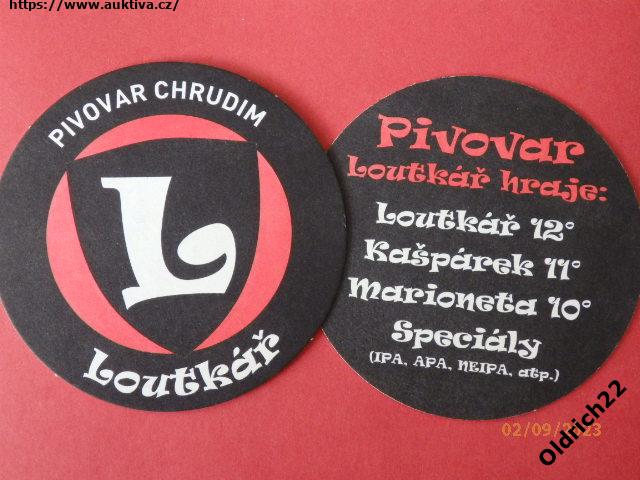 https://www.auktiva.cz/
PIVOVAR CHRUDIM
L
Loutkář
Pivovar
Loutkář hraje:
Loutkář 12°
Kašpárek 11°
Marioneta 10°
Speciály
(IPA, APA, NEIPA, atp.)
02/09/2023
Oldrich22